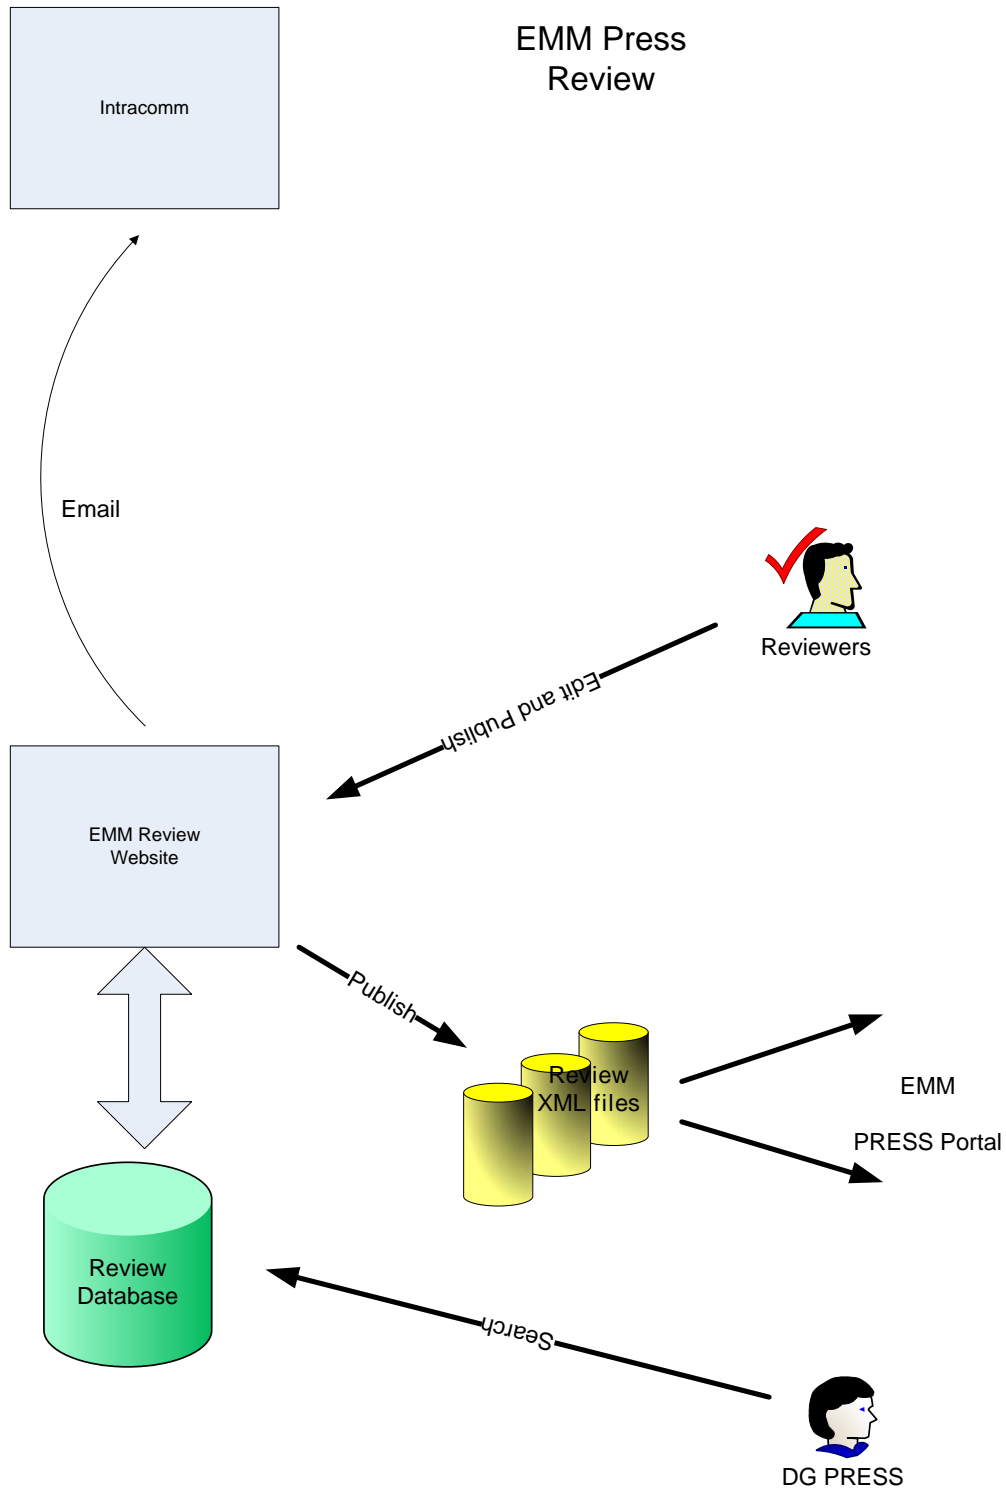 EMM Press
Review
Intracomm
Email
Reviewers
Edit and Publish
EMM Review
Website
Publish
Review
XML files
EMM
PRESS Portal
Review
Database
Search
DG PRESS